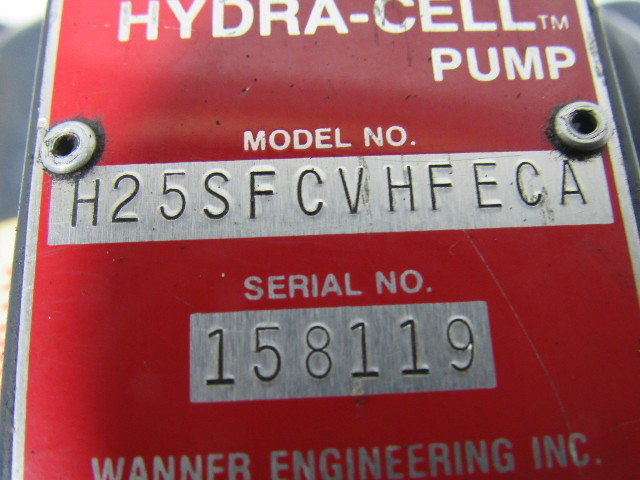 HYDRA-CELL™
PUMP
MODEL NO.
H25SFCVHFECA
SERIAL NO.
158119
WANNER ENGINEERING INC.